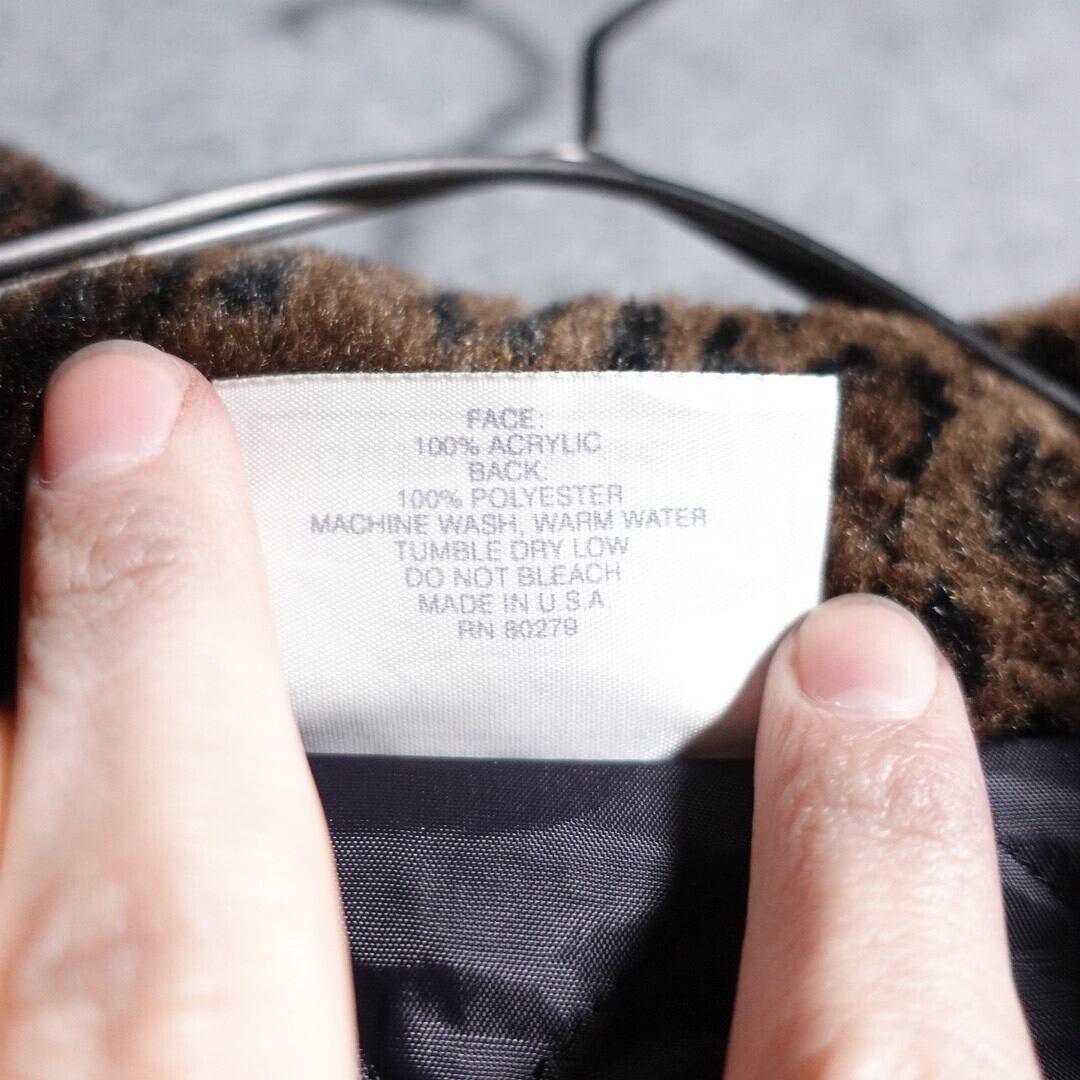 FACE:
100% ACRYLIC
BACK:
100% POLYESTER
MACHINE WASH, WARM WATER
TUMBLE DRY LOW
DO NOT BLEACH
MADE IN U.S.A.
RN 80279